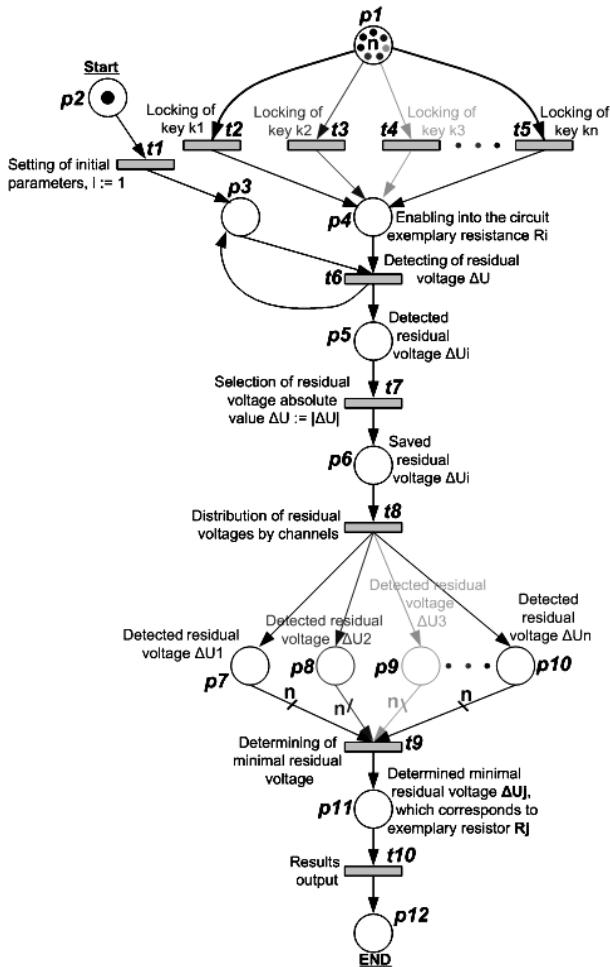 p1
n
Start
p2
Locking of
key k1
t2
Locking of
key k2
t3
Locking of
key k3
t4
Locking of
key kn
t5
t1
Setting of initial
parameters, i := 1
p3
p4
Enabling into the circuit
exemplary resistance Ri
Detecting of residual
voltage ΔU
t6
p5
Detected
residual
voltage ΔUi
t7
Selection of residual
voltage absolute
value ΔU := |ΔU|
p6
Saved
residual
voltage ΔUi
t8
Distribution of residual
voltages by channels
Detected residual
voltage ΔU1
Detected residual
voltage ΔU2
Detected residual
voltage
ΔU3
Detected
residual
voltage ΔUn
p7
p8
p9
p10
n
n
n
n
Determining of
minimal residual
voltage
t9
p11
Determined minimal
residual voltage ΔUj,
which corresponds to
exemplary resistor Rj
t10
Results
output
p12
END